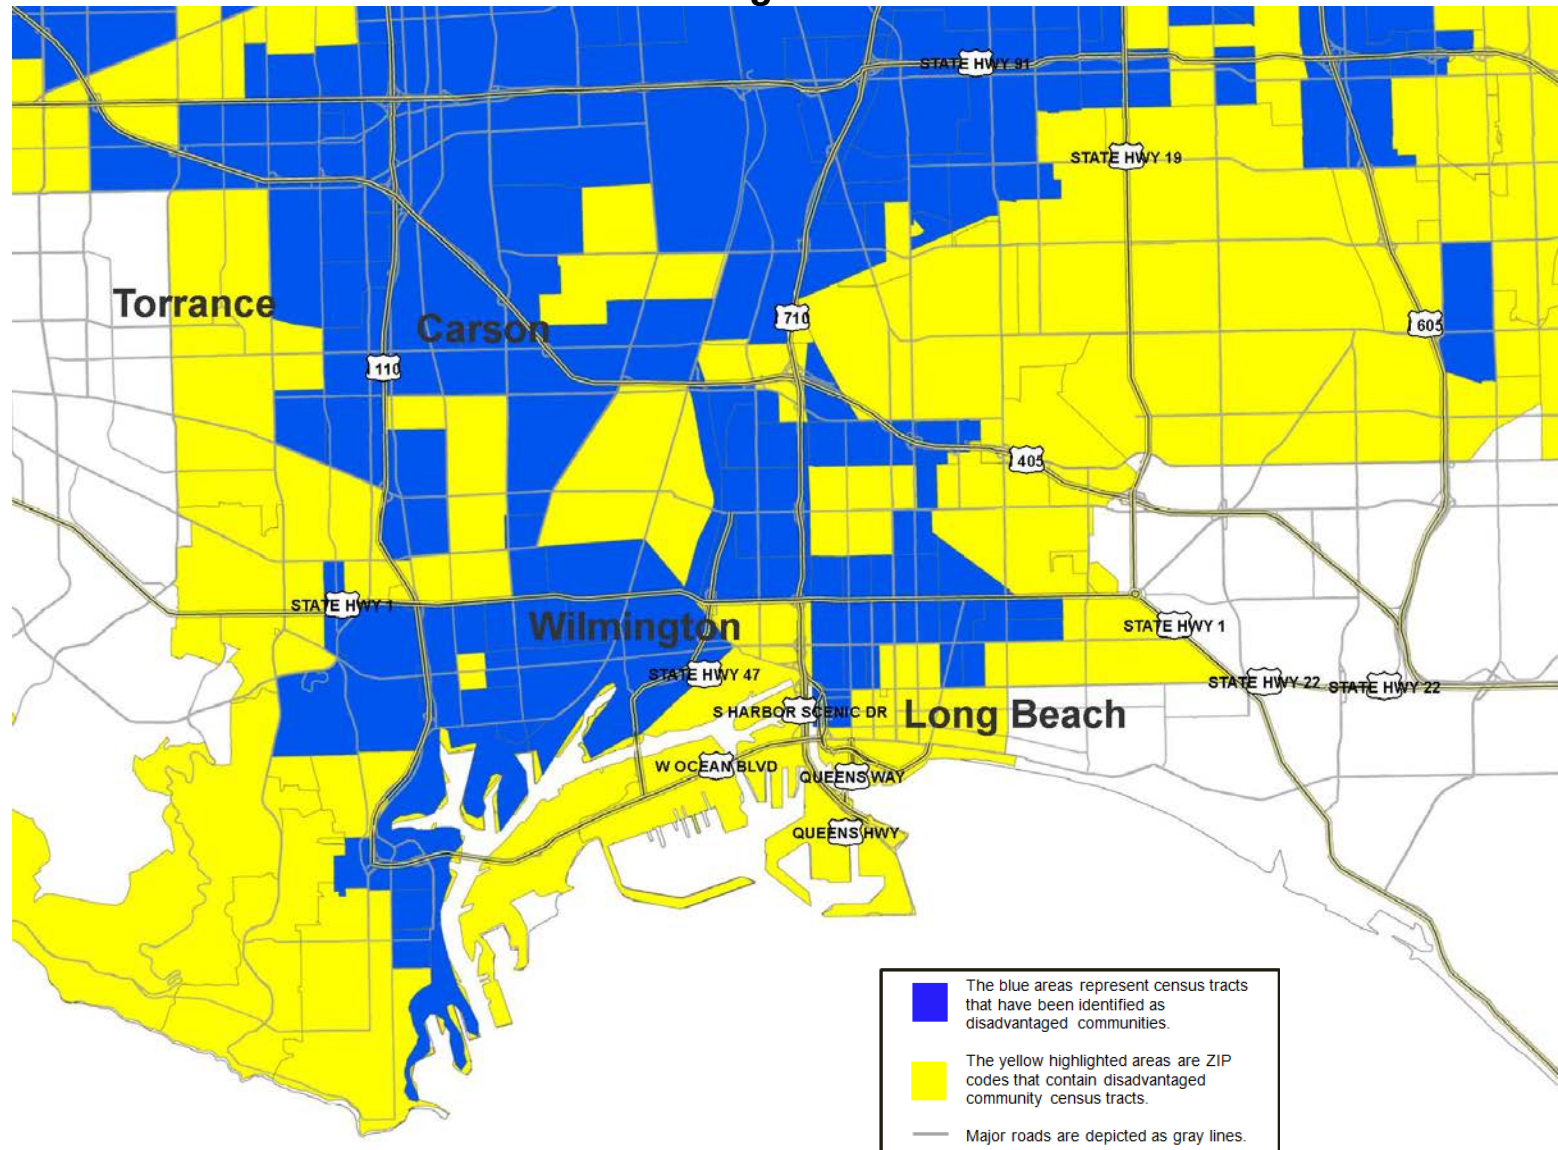 g
STATE HWY 91
STATE HWY 19
Torrance
Carson
710
605
110
405
STATE HWY 1
Wilmington
STATE HWY 1
STATE HWY 47
STATE HWY 22
STATE HWY 22
S HARBOR SCENIC DR
Long Beach
W OCEAN BLVD
QUEENS WAY
QUEENS HWY
The blue areas represent census tracts
that have been identified as
disadvantaged communities.
The yellow highlighted areas are ZIP
codes that contain disadvantaged
community census tracts.
Major roads are depicted as gray lines.